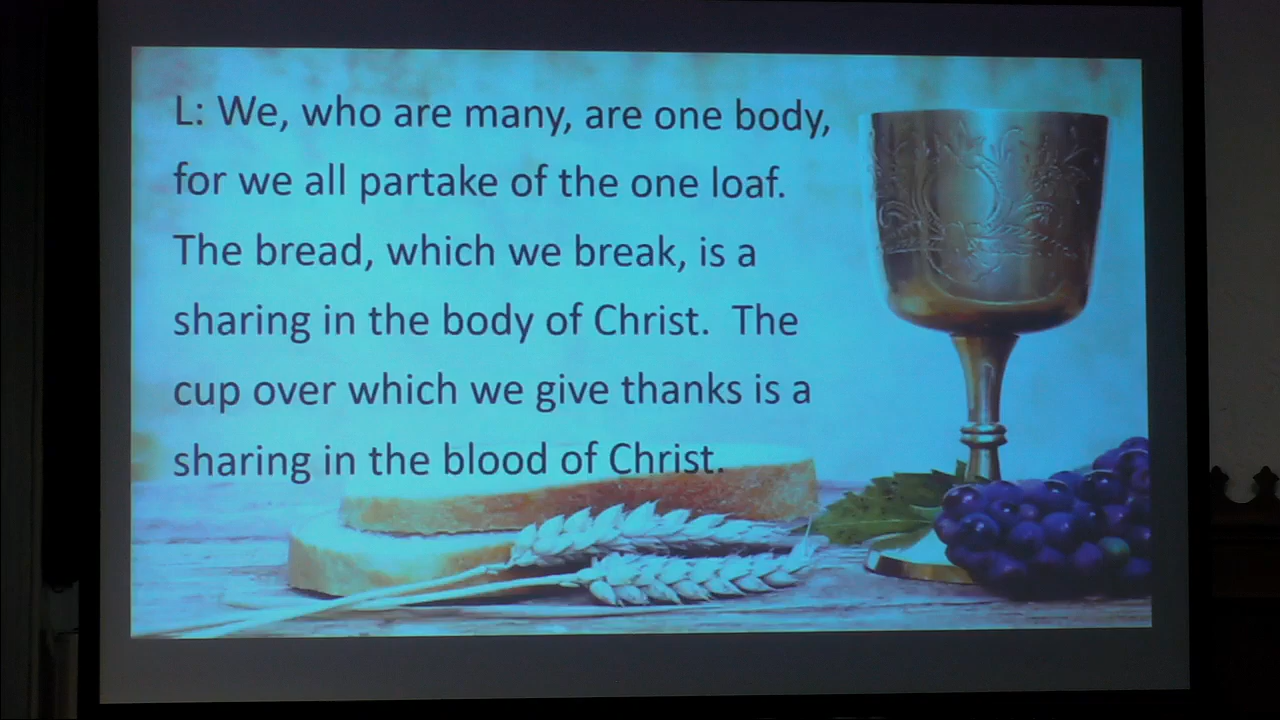 L: We, who are many, are one body,
for we all partake of the one loaf.
The bread, which we break, is a
sharing in the body of Christ.  The
cup over which we give thanks is a
sharing in the blood of Christ.